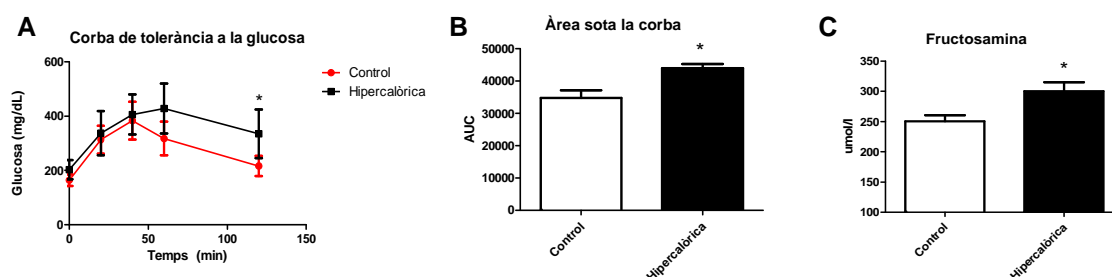 A
Corba de tolerància a la glucosa
600
400
200
0
Glucosa (mg/dL)
0
50
100
150
Temps (min)
Control
Hipercalòrica
*
B
Àrea sota la corba
50000
40000
30000
20000
10000
0
AUC
*
Control
Hipercalòrica
C
Fructosamina
350
300
250
200
150
100
umol/l
*
Control
Hipercalòrica